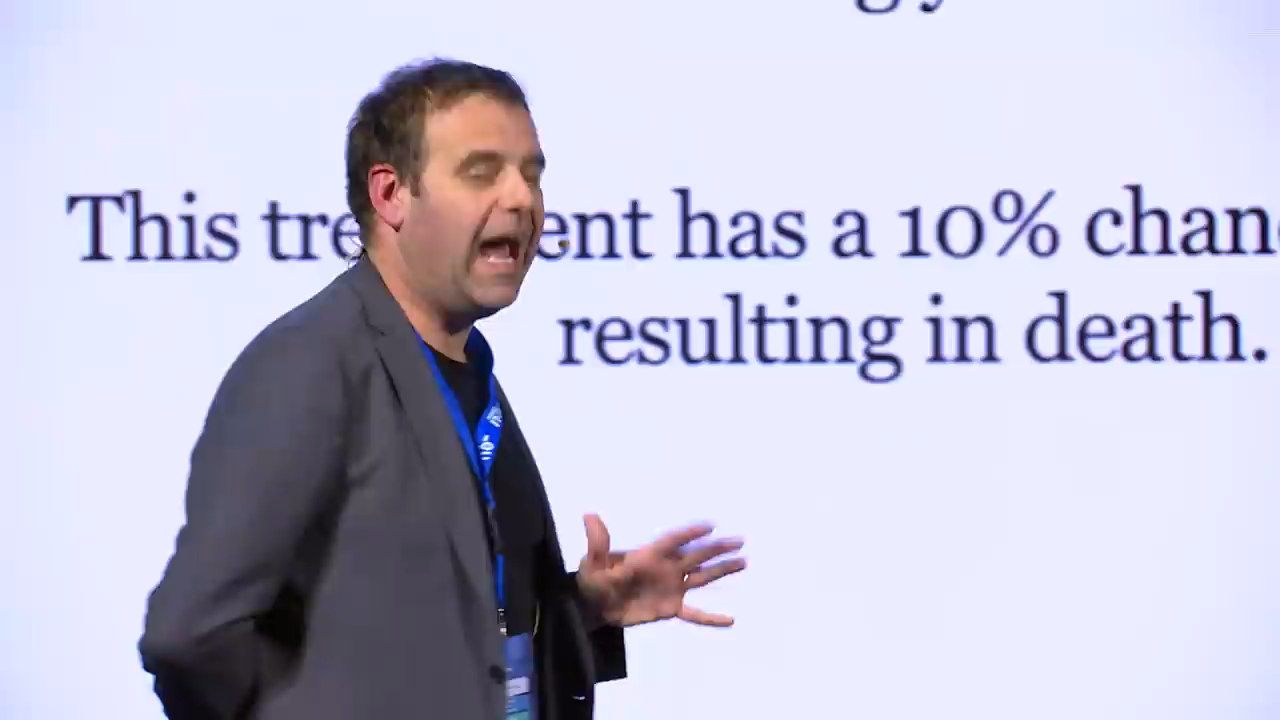 This tre ent has a 10% chan
resulting in death.